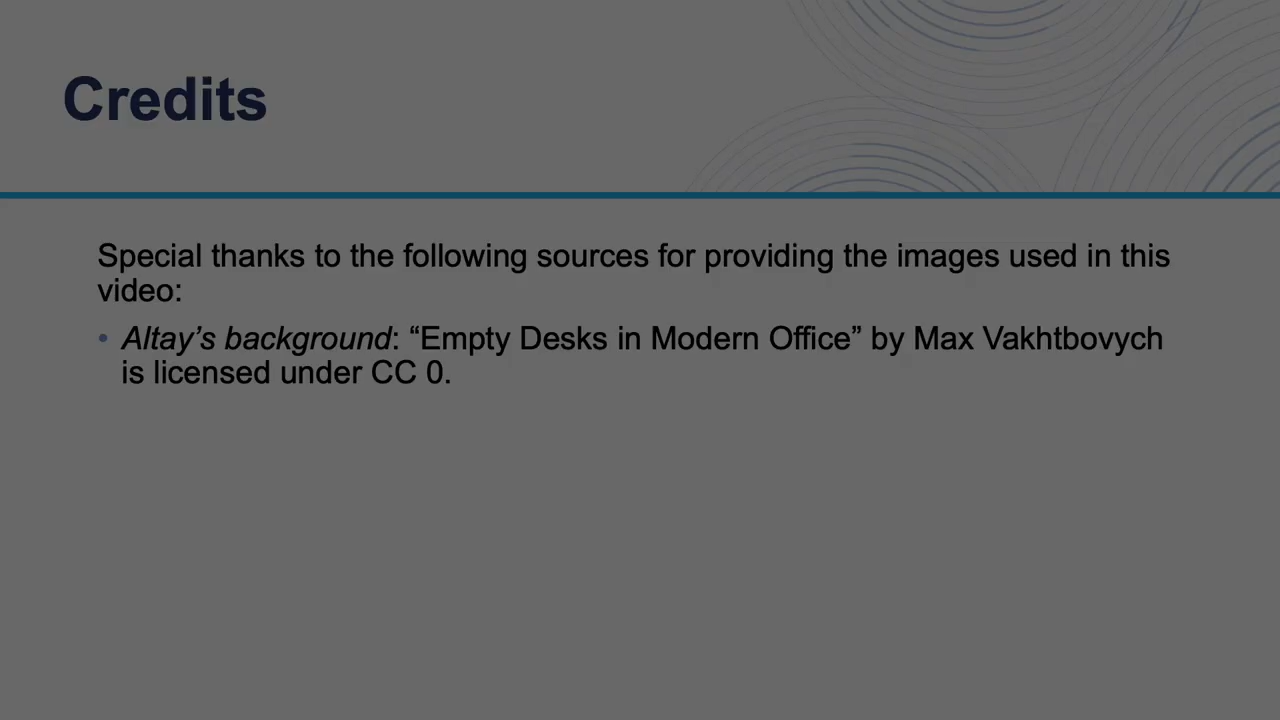 Credits
Special thanks to the following sources for providing the images used in this
video:
• Altay’s background: “Empty Desks in Modern Office” by Max Vakhtbovych
is licensed under CC 0.